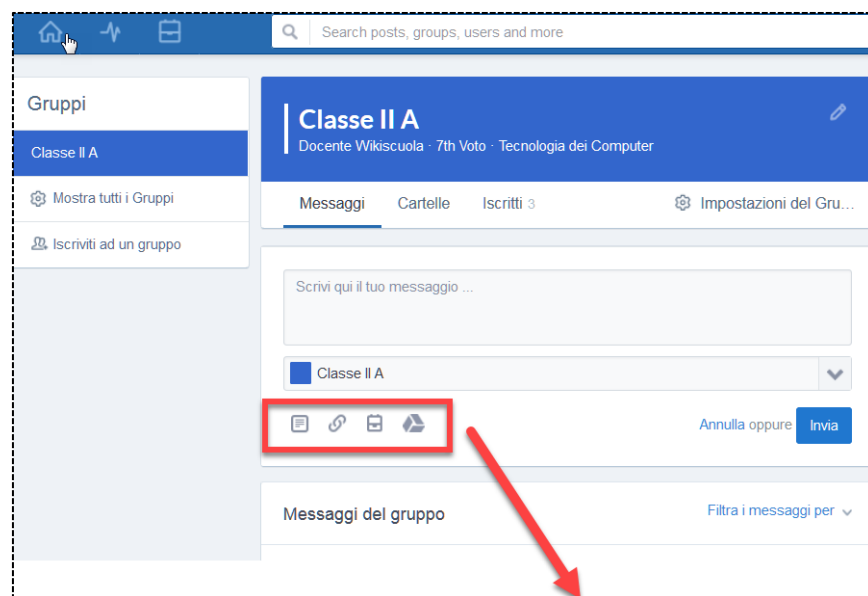 Search posts, groups, users and more
Gruppi
Classe II A
Mostra tutti i Gruppi
Iscriviti ad un gruppo
Classe II A
Docente Wikiscuola · 7th Voto · Tecnologia dei Computer
Messaggi Cartelle Iscritti 3 Impostazioni del Gru...
Scrivi qui il tuo messaggio ...
Classe II A
Annulla oppure Invia
Messaggi del gruppo Filtra i messaggi per